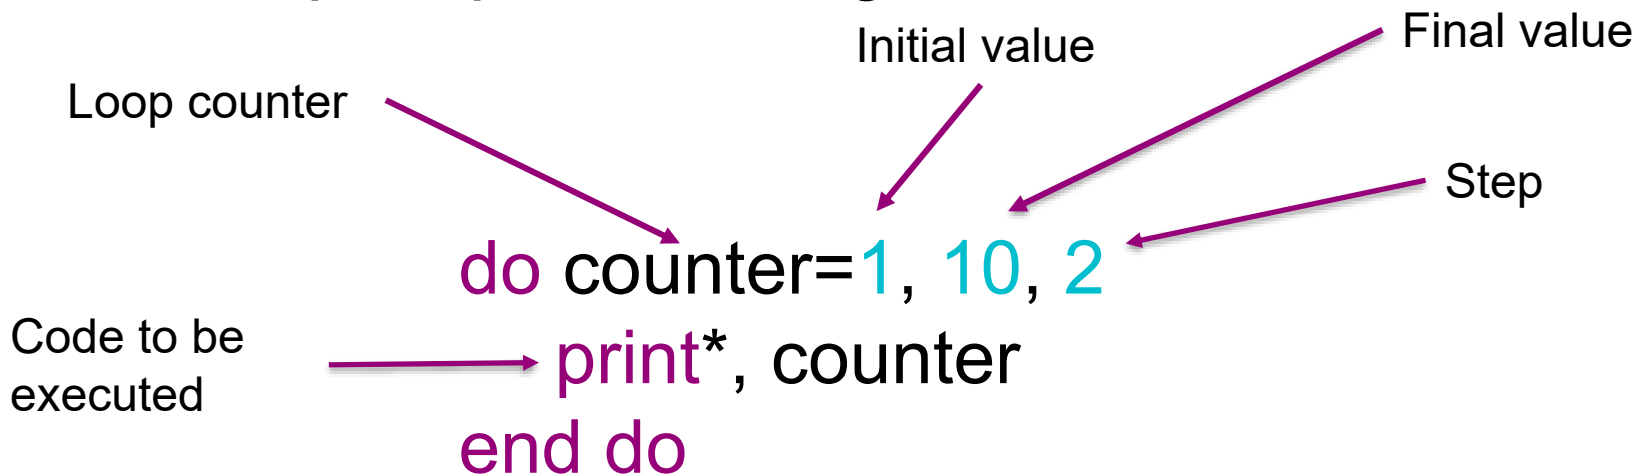 Initial value
Final value
Loop counter
Step
do counter=1, 10, 2
Code to be
executed
print*, counter
end do